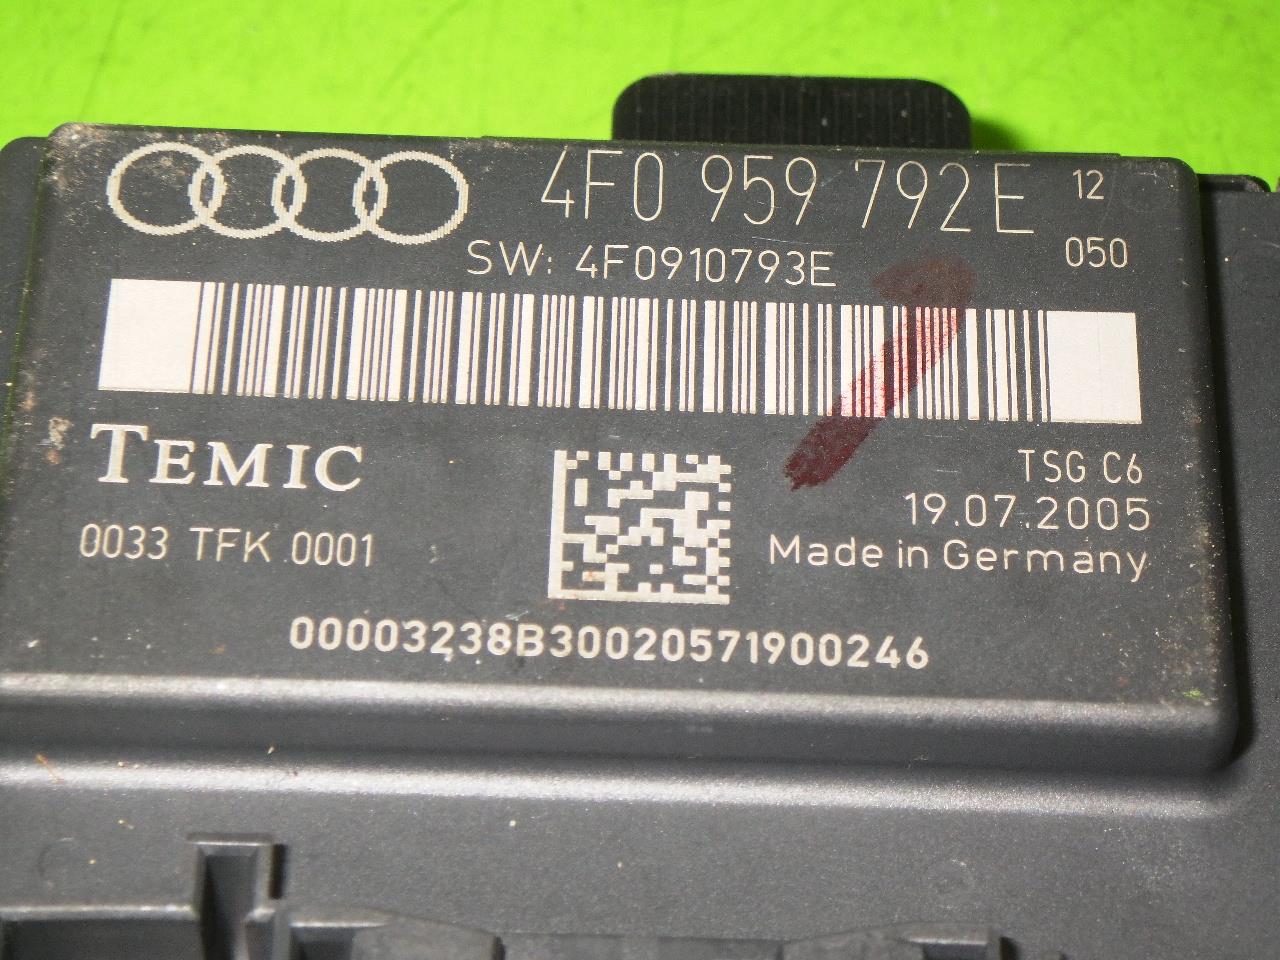 4F0 959 792E 12
SW: 4F0910793E 050
TEMIC
TSG C6
19.07.2005
0033 TFK 0001
Made in Germany
00003238B30020571900246